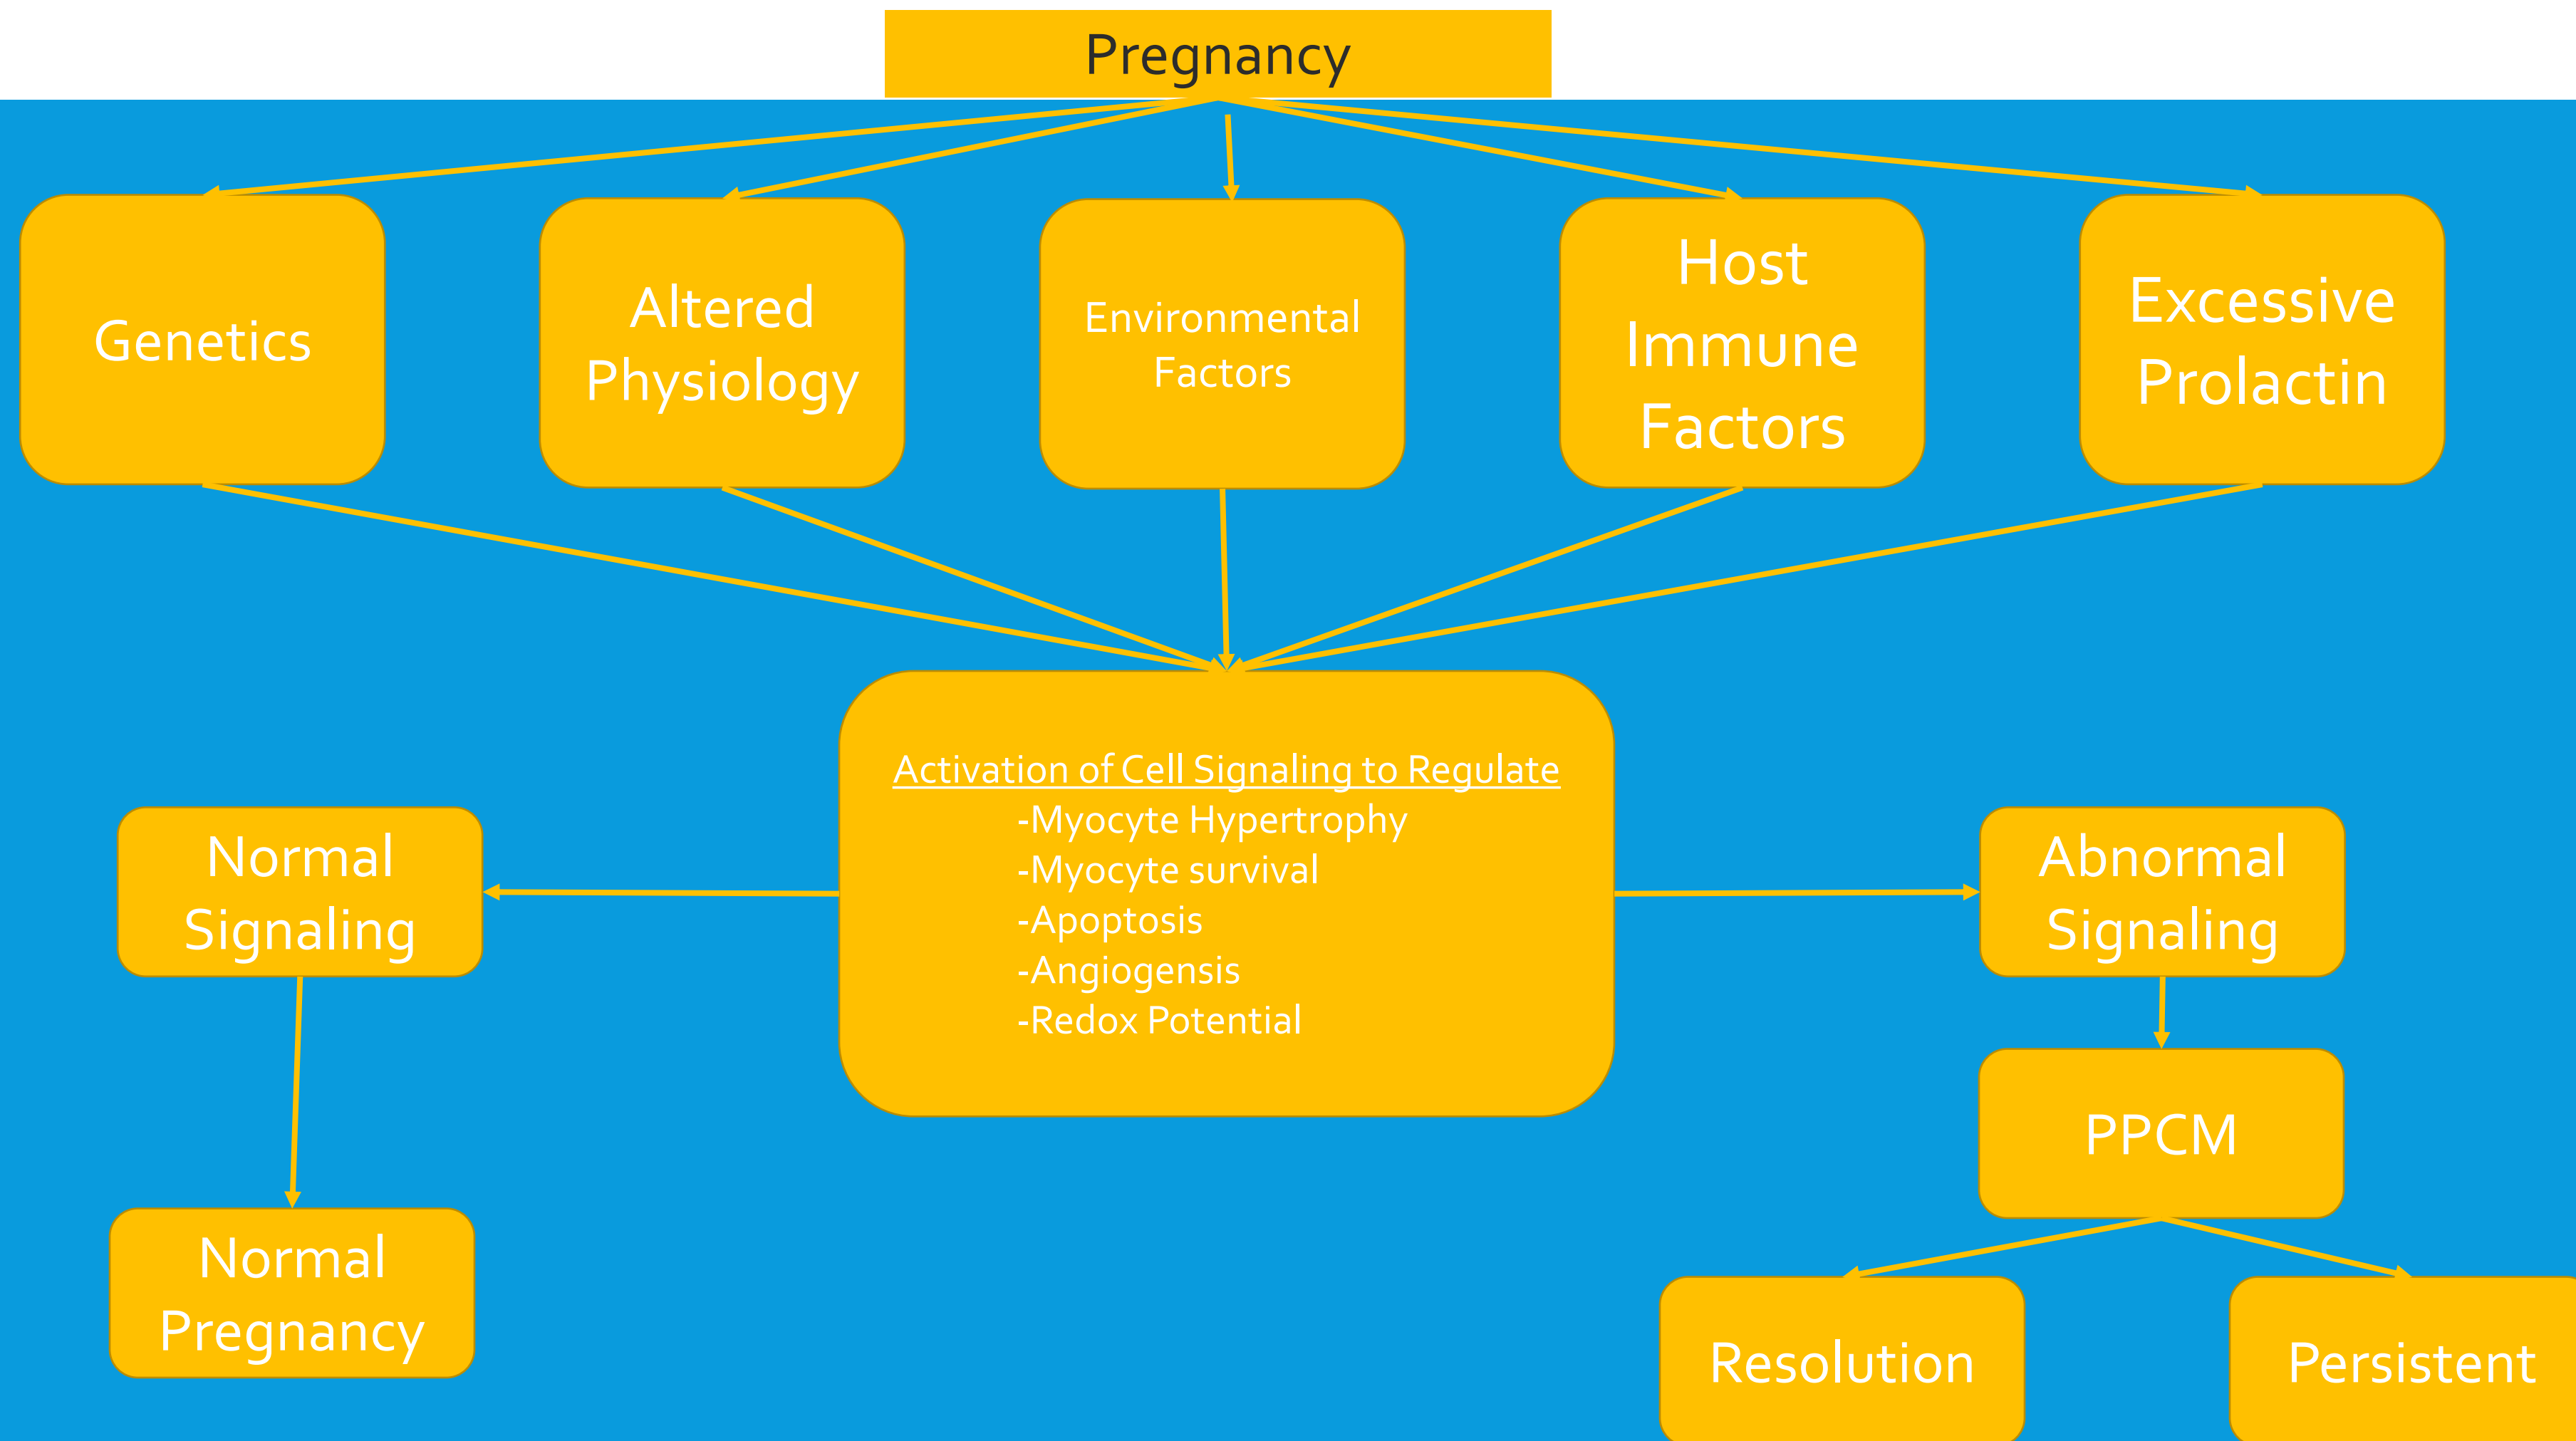 Pregnancy
Genetics
Altered
Physiology
Environmental
Factors
Host
Immune
Factors
Excessive
Prolactin
Activation of Cell Signaling to Regulate
-Myocyte Hypertrophy
-Myocyte survival
-Apoptosis
-Angiogensis
-Redox Potential
Normal
Signaling
Abnormal
Signaling
PPCM
Normal
Pregnancy
Resolution
Persistent